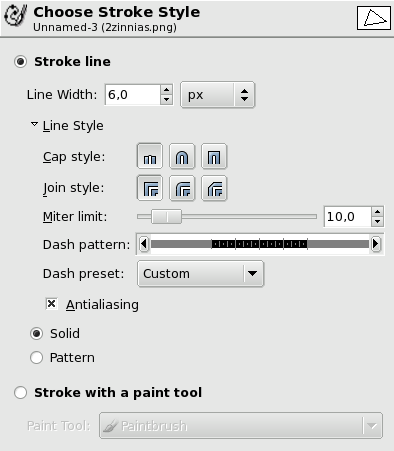 Choose Stroke Style
Unnamed-3 (2zinnias.png)
Stroke line
Line Width: 6,0 px
Line Style
Cap style:
Join style:
Miter limit: 10,0
Dash pattern:
Dash preset: Custom
Antialiasing
Solid
Pattern
Stroke with a paint tool
Paint Tool: Paintbrush